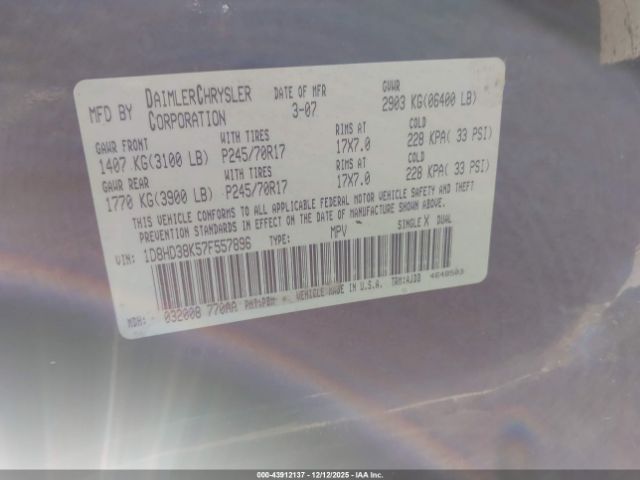 MFD BY DAIMLERCHRYSLER CORPORATION DATE OF MFR 3-07 GVWR 2903 KG(06400 LB)
GAWR FRONT WITH TIRES RIMS AT COLD
1407 KG(3100 LB) P245/70R17 17X7.0 228 KPA( 33 PSI)
GAWR REAR WITH TIRES RIMS AT COLD
1770 KG(3900 LB) P245/70R17 17X7.0 228 KPA( 33 PSI)
THIS VEHICLE CONFORMS TO ALL APPLICABLE FEDERAL MOTOR VEHICLE SAFETY AND THEFT
PREVENTION STANDARDS IN EFFECT ON THE DATE OF MANUFACTURE SHOWN ABOVE.
VIN: 1D8HD38K57F557896 TYPE: MPV SINGLE X DUAL
MDH: 032008 770AA VEHICLE MADE IN U.S.A. 4648503
000-43912137 - 12/12/2025 - IAA Inc.